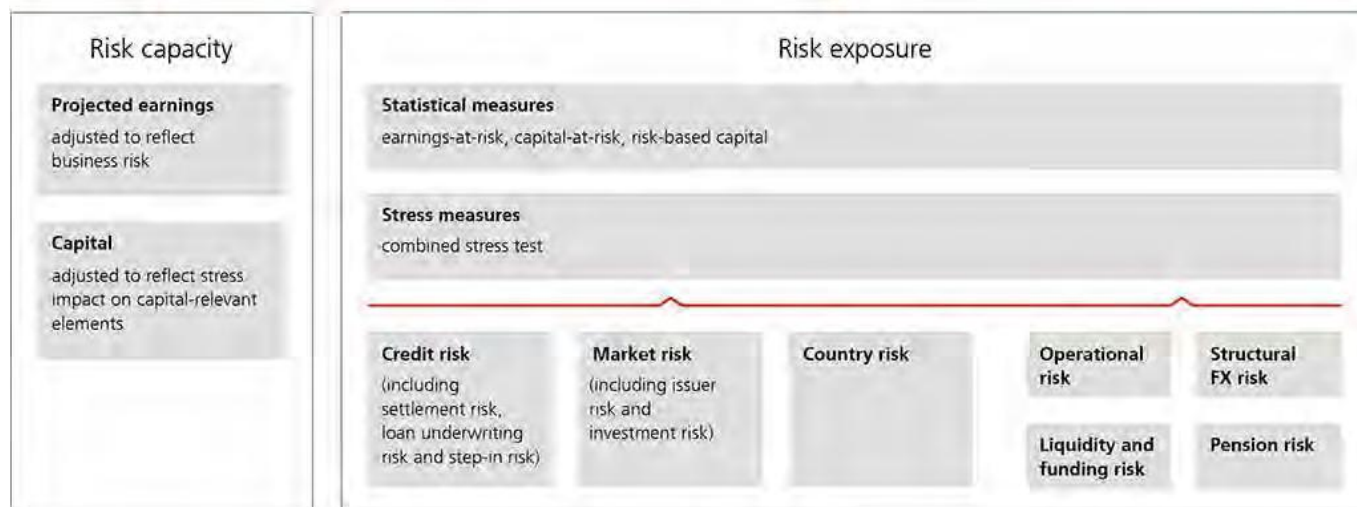 Risk capacity
Projected earnings
adjusted to reflect
business risk
Capital
adjusted to reflect stress
impact on capital-relevant
elements
Risk exposure
Statistical measures
earnings-at-risk, capital-at-risk, risk-based capital
Stress measures
combined stress test
Credit risk
(including
settlement risk,
loan underwriting
risk and step-in risk)
Market risk
(including issuer
risk and
investment risk)
Country risk
Operational
risk
Structural
FX risk
Liquidity and
funding risk
Pension risk